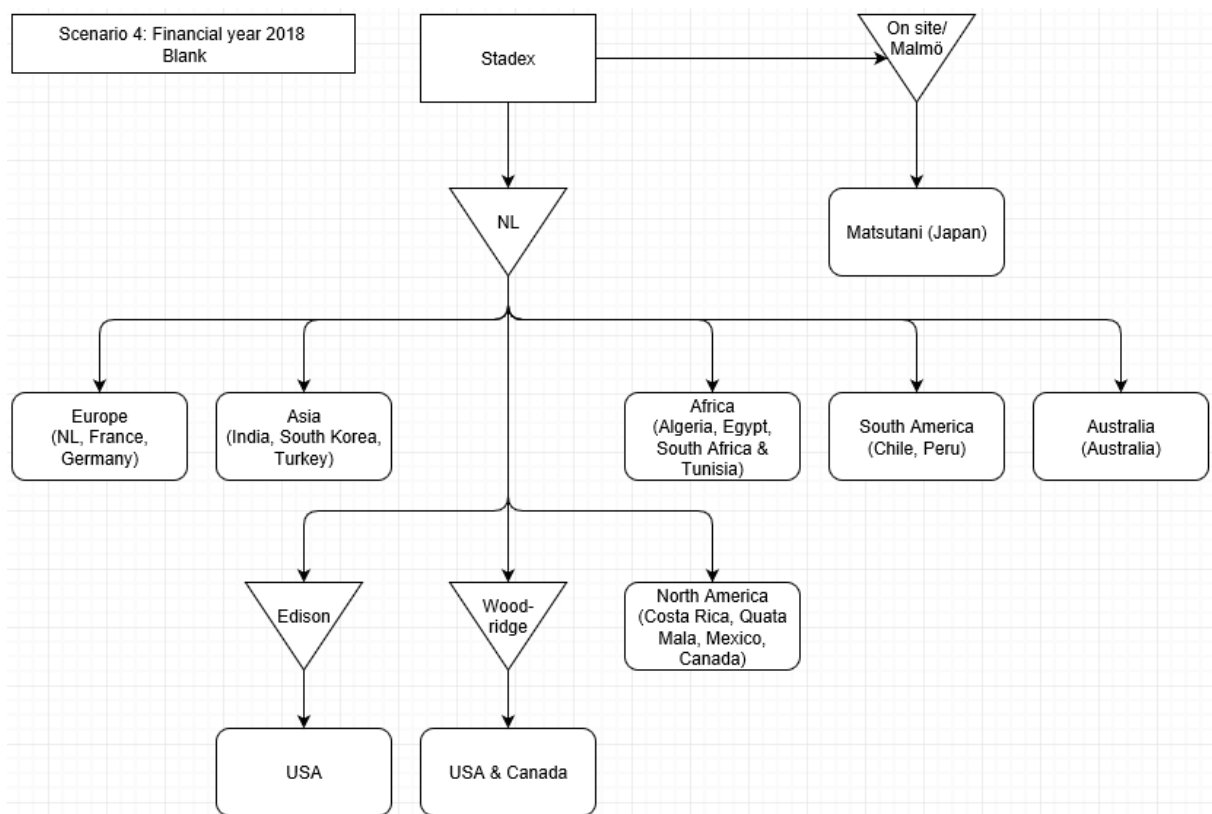 Scenario 4: Financial year 2018
Blank
Stadex
On site/
Malmö
NL
Matsutani (Japan)
Europe
(NL, France,
Germany)
Asia
(India, South Korea,
Turkey)
Africa
(Algeria, Egypt,
South Africa &
Tunisia)
South America
(Chile, Peru)
Australia
(Australia)
Edison
Wood-
ridge
North America
(Costa Rica, Quata
Mala, Mexico,
Canada)
USA
USA & Canada